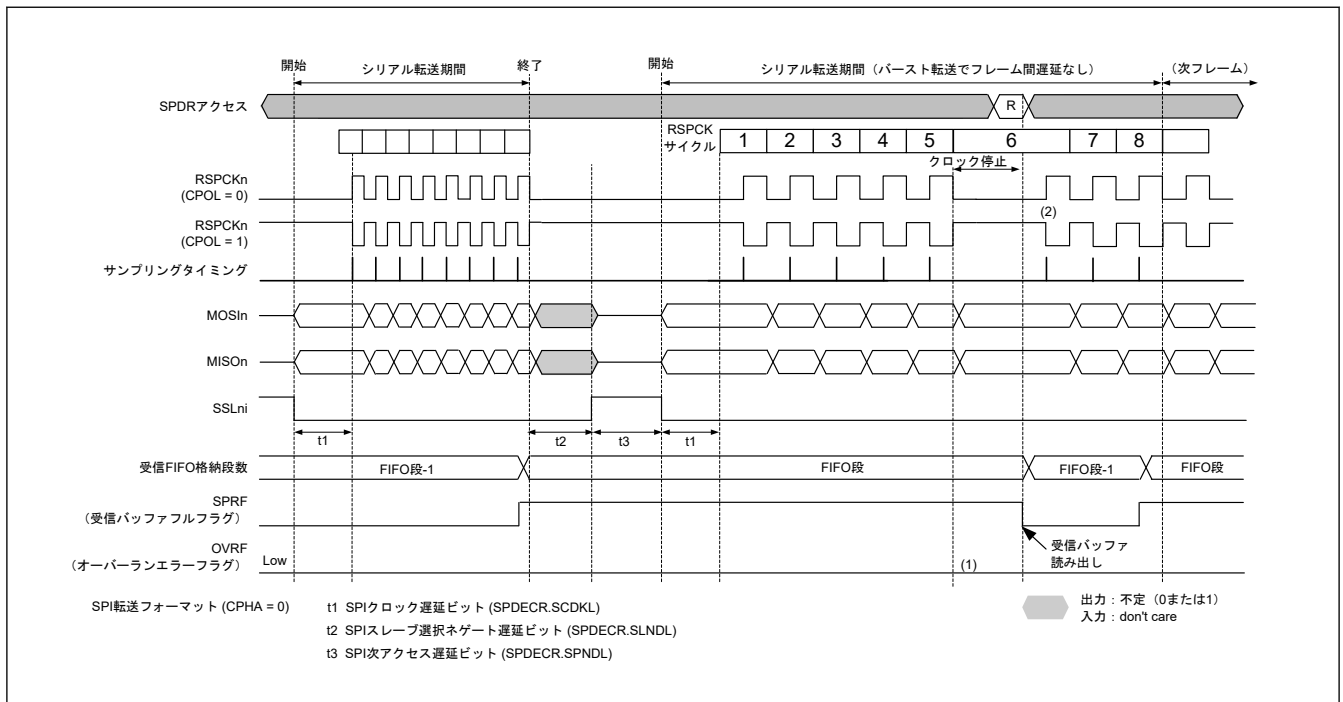 開始
シリアル転送期間
終了
開始
シリアル転送期間（バースト転送でフレーム間遅延なし）
（次フレーム）
SPDRアクセス
R
RSPCK
サイクル
1 2 3 4 5 6 7 8
クロック停止
RSPCKn
(CPOL = 0)
(2)
RSPCKn
(CPOL = 1)
サンプリングタイミング
MOSIn
MISOn
SSLni
t1
t2
t3
t1
受信FIFO格納段数
FIFO段-1
FIFO段
FIFO段-1
FIFO段
SPRF
（受信バッファフルフラグ）
受信バッファ
読み出し
OVRF
（オーバーランエラーフラグ）
Low
(1)
SPI転送フォーマット (CPHA = 0)
t1 SPIクロック遅延ビット (SPDECR.SCDKL)
t2 SPIスレーブ選択ネゲート遅延ビット (SPDECR.SLNDL)
t3 SPI次アクセス遅延ビット (SPDECR.SPNDL)
出力：不定（0または1）
入力：don't care